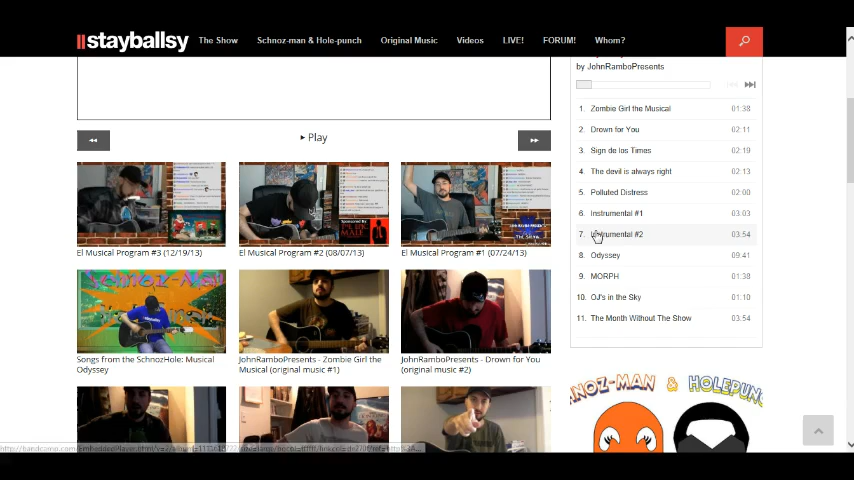 stayballsy
The Show
Schnoz-man & Hole-punch
Original Music
Videos
LIVE!
FORUM!
Whom?
by JohnRamboPresents
Play
1. Zombie Girl the Musical 01:38
2. Drown for You 02:11
3. Sign de los Times 02:19
4. The devil is always right 02:13
5. Polluted Distress 02:00
6. Instrumental #1 03:03
7. Instrumental #2 03:54
8. Odyssey 09:41
9. MORPH 01:38
10. OJ's in the Sky 01:10
11. The Month Without The Show 03:54
El Musical Program #3 (12/19/13)
El Musical Program #2 (08/07/13)
El Musical Program #1 (07/24/13)
Songs from the SchnozHole: Musical
Odyssey
JohnRamboPresents - Zombie Girl the
Musical (original music #1)
JohnRamboPresents - Drown for You
(original music #2)